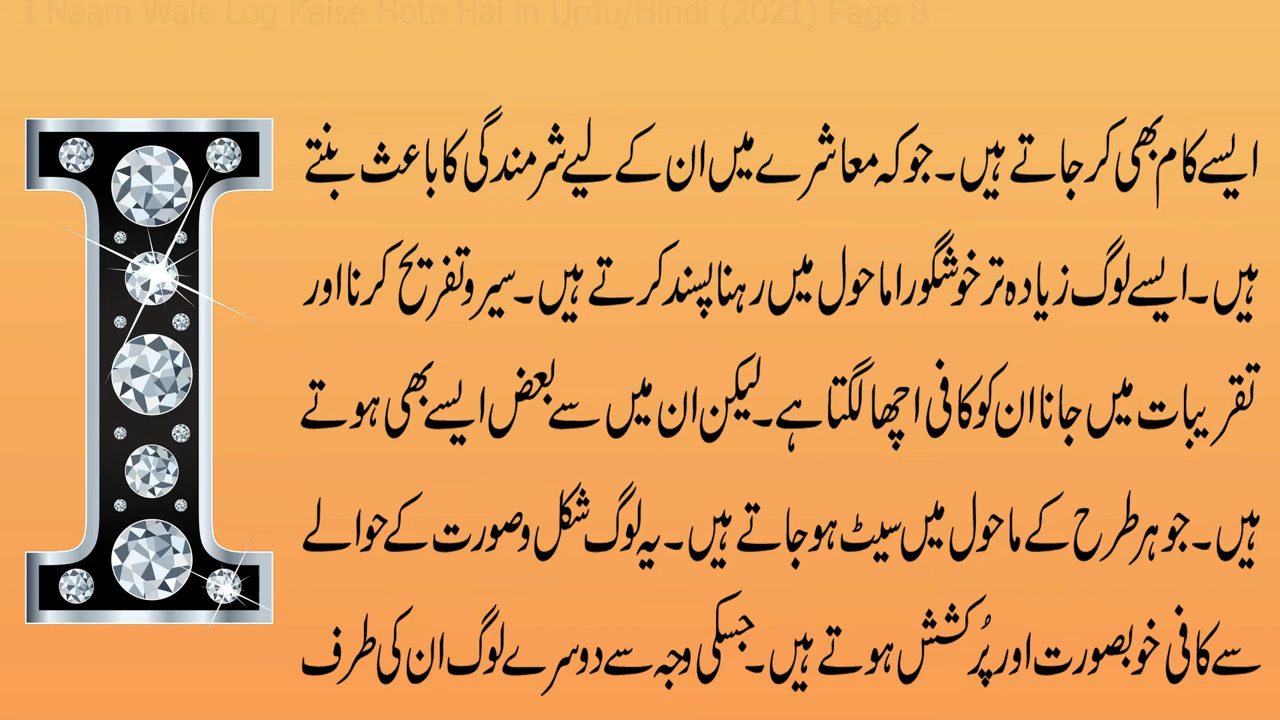 I Naam Wale Log Kaise Hote Hai in Urdu/Hindi (2021) Page 8
I
ایسے کام بھی کر جاتے ہیں۔ جو کہ معاشرے میں ان کے لیے شرمندگی کا باعث بنتے
ہیں۔ ایسے لوگ زیادہ تر خوشگورا ماحول میں رہنا پسند کرتے ہیں۔ سیر و تفریح کرنا اور
تقریبات میں جانا ان کو کافی اچھا لگتا ہے۔ لیکن ان میں سے بعض ایسے بھی ہوتے
ہیں۔ جو ہر طرح کے ماحول میں سیٹ ہو جاتے ہیں۔ یہ لوگ شکل و صورت کے حوالے
سے کافی خوبصورت اور پُرکشش ہوتے ہیں۔ جسکی وجہ سے دوسرے لوگ ان کی طرف